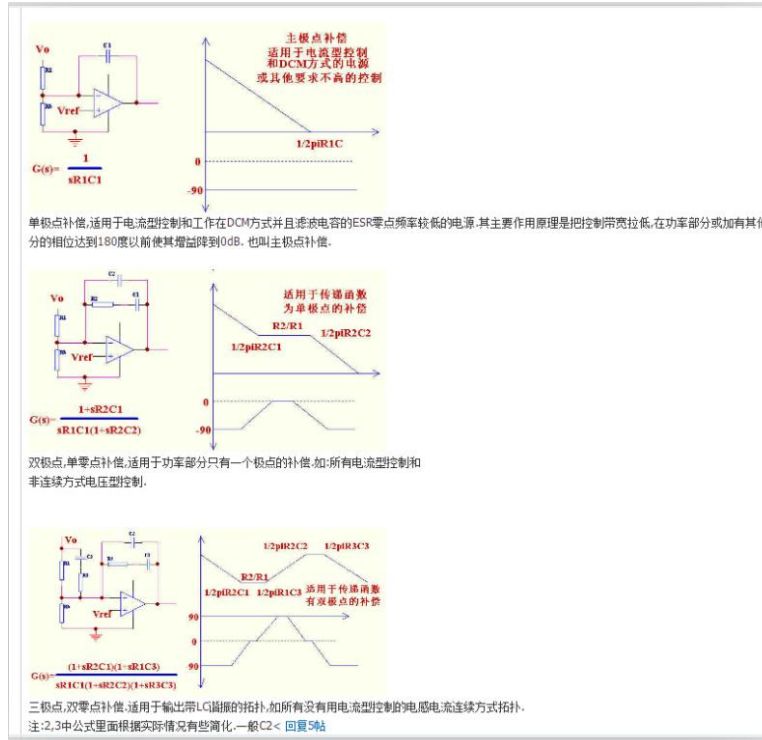 主极点补偿
适用于电流型控制
和DCM方式的电源
或其他要求不高的控制
Vo
C1
R2
Vref
1/2piR1C
0
-90
G(s)= 1
sR1C1
单极点补偿,适用于电流型控制和工作在DCM方式并且滤波电容的ESR零点频率较低的电源.其主要作用原理是把控制带宽拉低,在功率部分或加有其他
分的相位达到180度以前使其增益降到0dB. 也叫主极点补偿.
适用于传递函数
为单极点的补偿
Vo
C2
R2
C1
R1
Vref
R2/R1
1/2piR2C2
1/2piR2C1
0
-90
G(s)= 1+sR2C1
sR1C1(1+sR2C2)
双极点,单零点补偿,适用于功率部分只有一个极点的补偿.如:所有电流型控制和
非连续方式电压型控制.
Vo
C2
C3
R1
Vref
1/2piR2C2 1/2piR3C3
R2/R1
1/2piR2C1 1/2piR1C3
适用于传递函数
有双极点的补偿
90
0
-90
G(s)= (1+sR2C1)(1+sR1C3)
sR1C1(1+sR2C2)(1+sR3C3)
三极点,双零点补偿.适用于输出带LC谐振的拓扑,如所有没有用电流型控制的电感电流连续方式拓扑.
注:2,3中公式里面根据实际情况有些简化.一般C2< 回复5帖